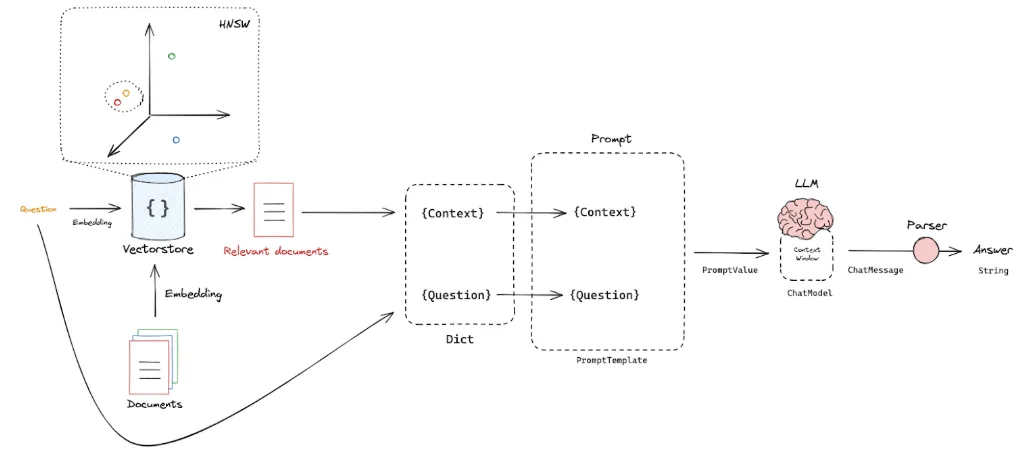 HNSW
Question
Embedding
{ }
Vectorstore
Relevant documents
Embedding
Documents
{Context}
{Question}
Dict
Prompt
{Context}
{Question}
PromptTemplate
PromptValue
LLM
Context
Window
ChatModel
ChatMessage
Parser
Answer
String